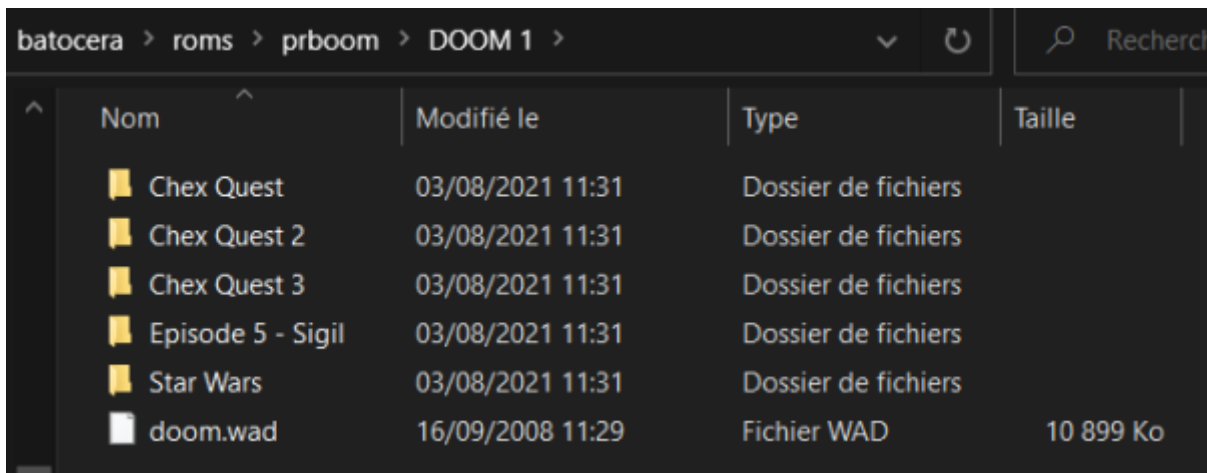 batocera > roms > prboom > DOOM 1 > Recherch
Nom Modifié le Type Taille
Chex Quest 03/08/2021 11:31 Dossier de fichiers
Chex Quest 2 03/08/2021 11:31 Dossier de fichiers
Chex Quest 3 03/08/2021 11:31 Dossier de fichiers
Episode 5 - Sigil 03/08/2021 11:31 Dossier de fichiers
Star Wars 03/08/2021 11:31 Dossier de fichiers
doom.wad 16/09/2008 11:29 Fichier WAD 10 899 Ko